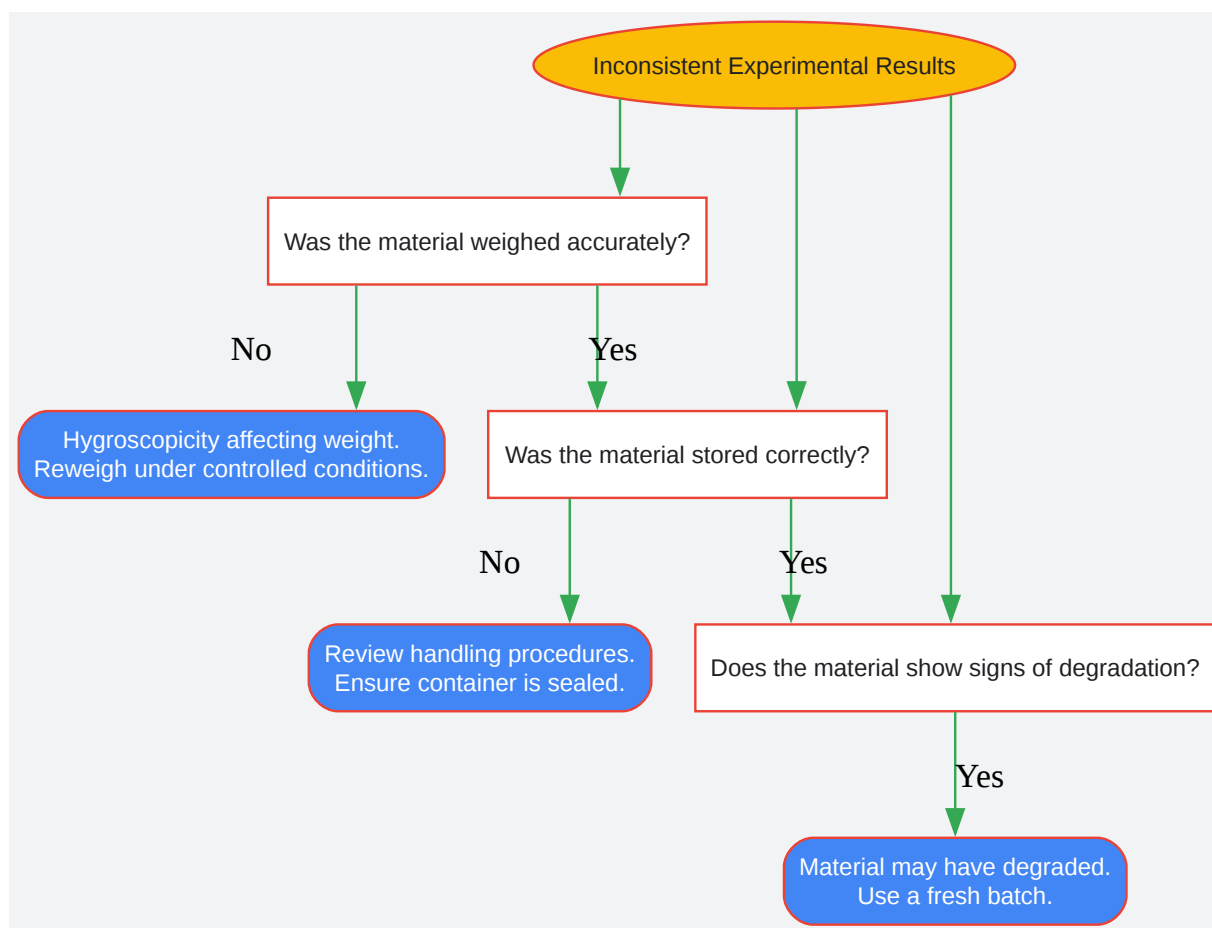 Inconsistent Experimental Results
Was the material weighed accurately?
No
Yes
Hygroscopicity affecting weight.
Reweigh under controlled conditions.
Was the material stored correctly?
No
Yes
Review handling procedures.
Ensure container is sealed.
Does the material show signs of degradation?
Yes
Material may have degraded.
Use a fresh batch.